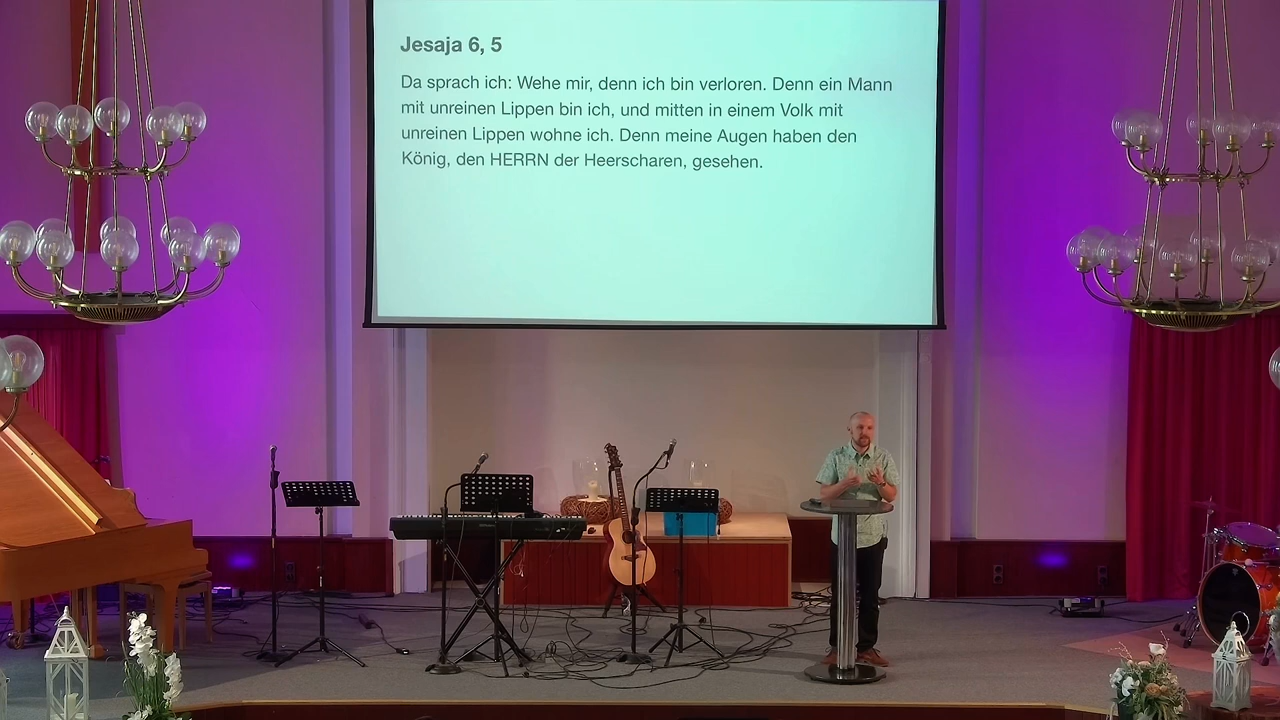 Jesaja 6, 5
Da sprach ich: Wehe mir, denn ich bin verloren. Denn ein Mann
mit unreinen Lippen bin ich, und mitten in einem Volk mit
unreinen Lippen wohne ich. Denn meine Augen haben den
König, den HERRN der Heerscharen, gesehen.